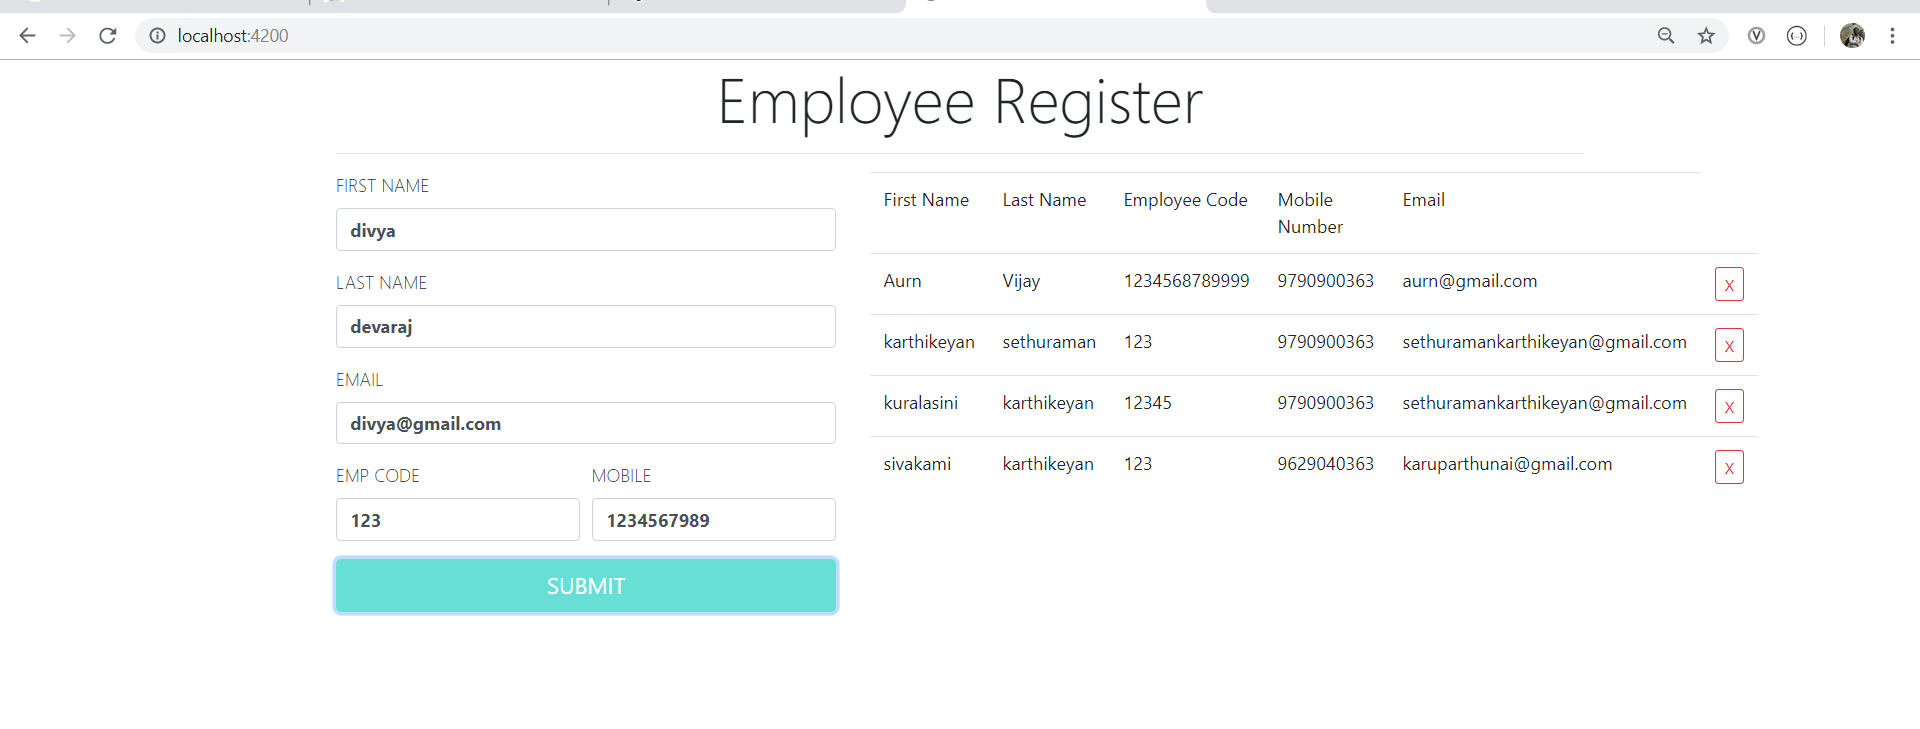 localhost:4200
Employee Register
FIRST NAME
divya
LAST NAME
devaraj
EMAIL
divya@gmail.com
EMP CODE MOBILE
123 1234567989
SUBMIT
First Name Last Name Employee Code Mobile Number Email
Aurn Vijay 1234568789999 9790900363 aurn@gmail.com X
karthikeyan sethuraman 123 9790900363 sethuramankarthikeyan@gmail.com X
kuralasini karthikeyan 12345 9790900363 sethuramankarthikeyan@gmail.com X
sivakami karthikeyan 123 9629040363 karuparthunai@gmail.com X